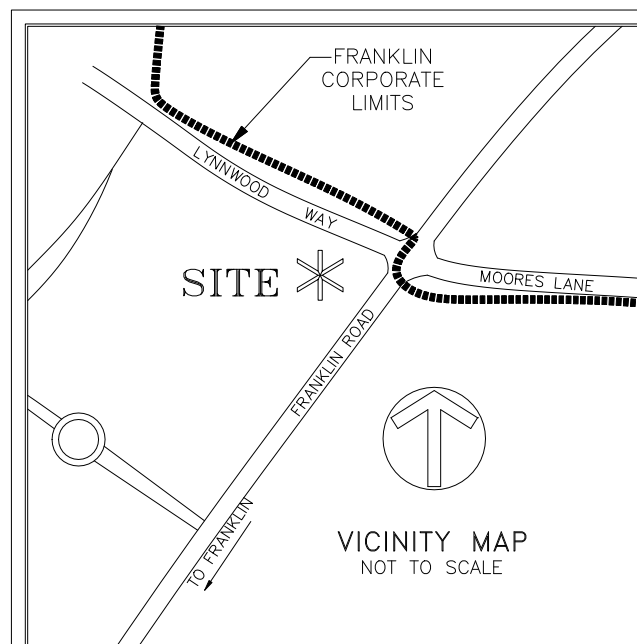 FRANKLIN
CORPORATE
LIMITS
LYNNWOOD WAY
SITE
MOORES LANE
FRANKLIN ROAD
TO FRANKLIN
VICINITY MAP
NOT TO SCALE